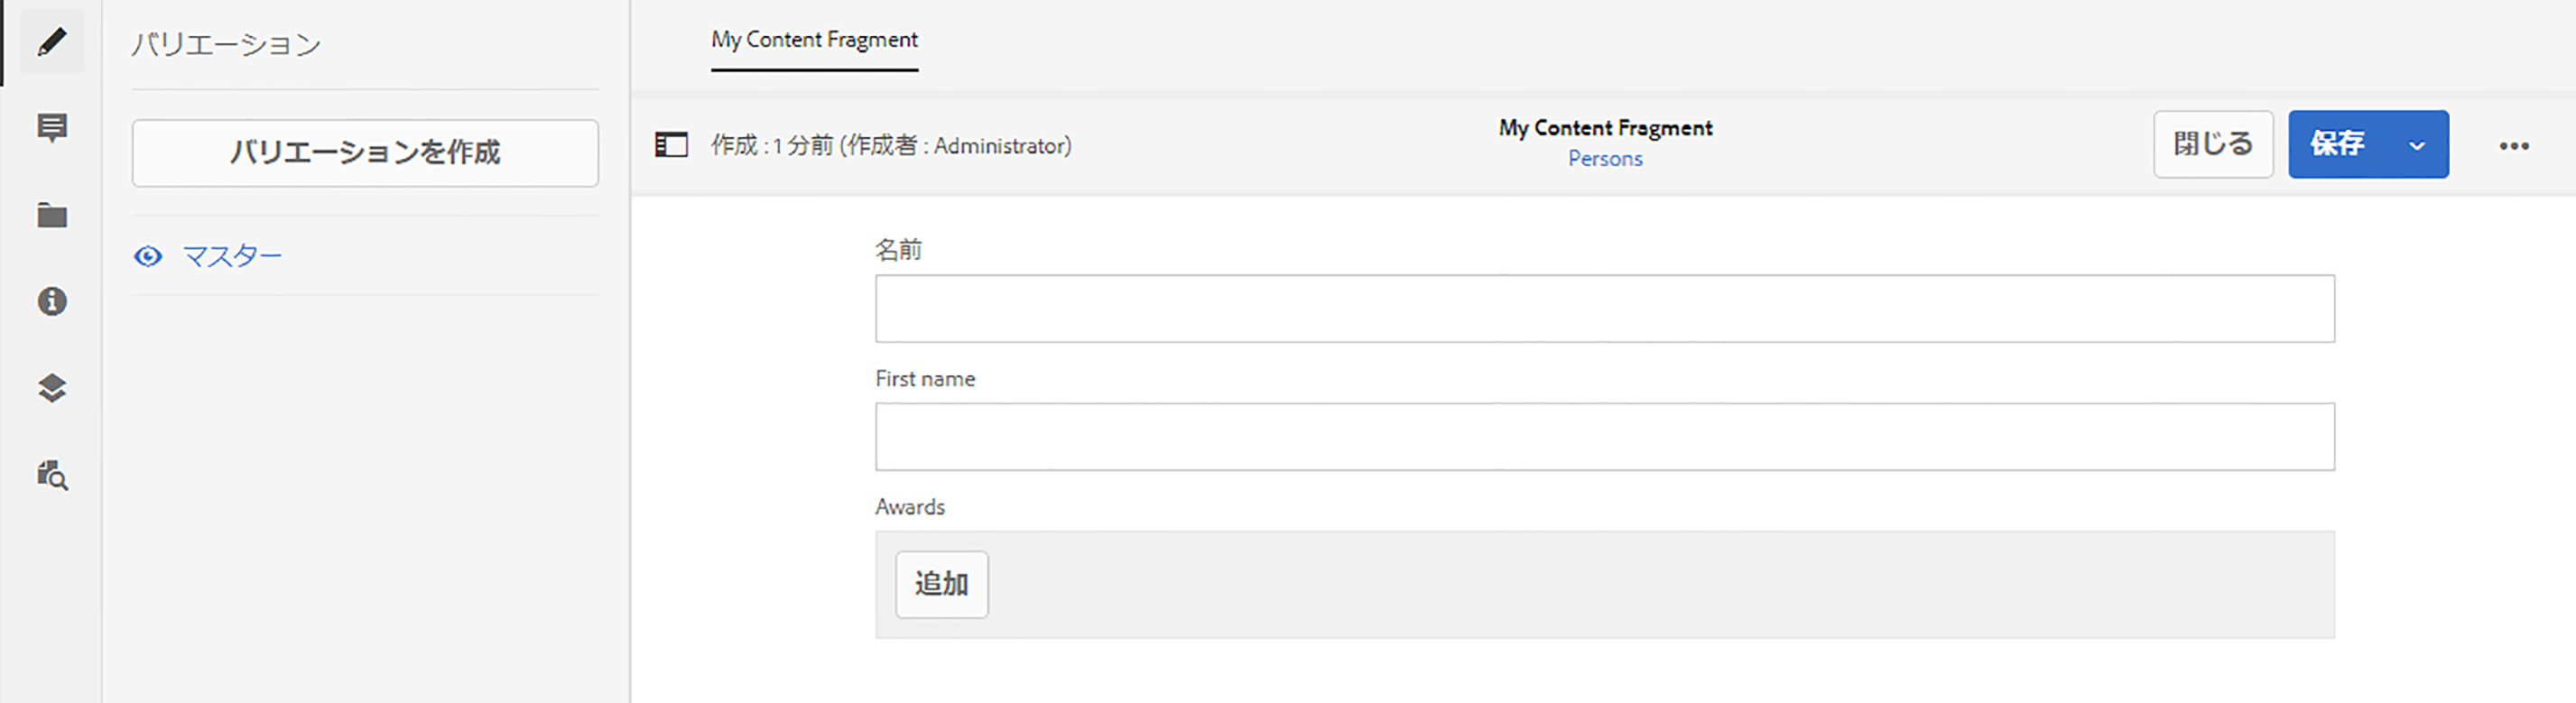 バリエーション
バリエーションを作成
マスター
My Content Fragment
作成 : 1 分前 (作成者 : Administrator)
My Content Fragment
Persons
閉じる
保存
名前
First name
Awards
追加